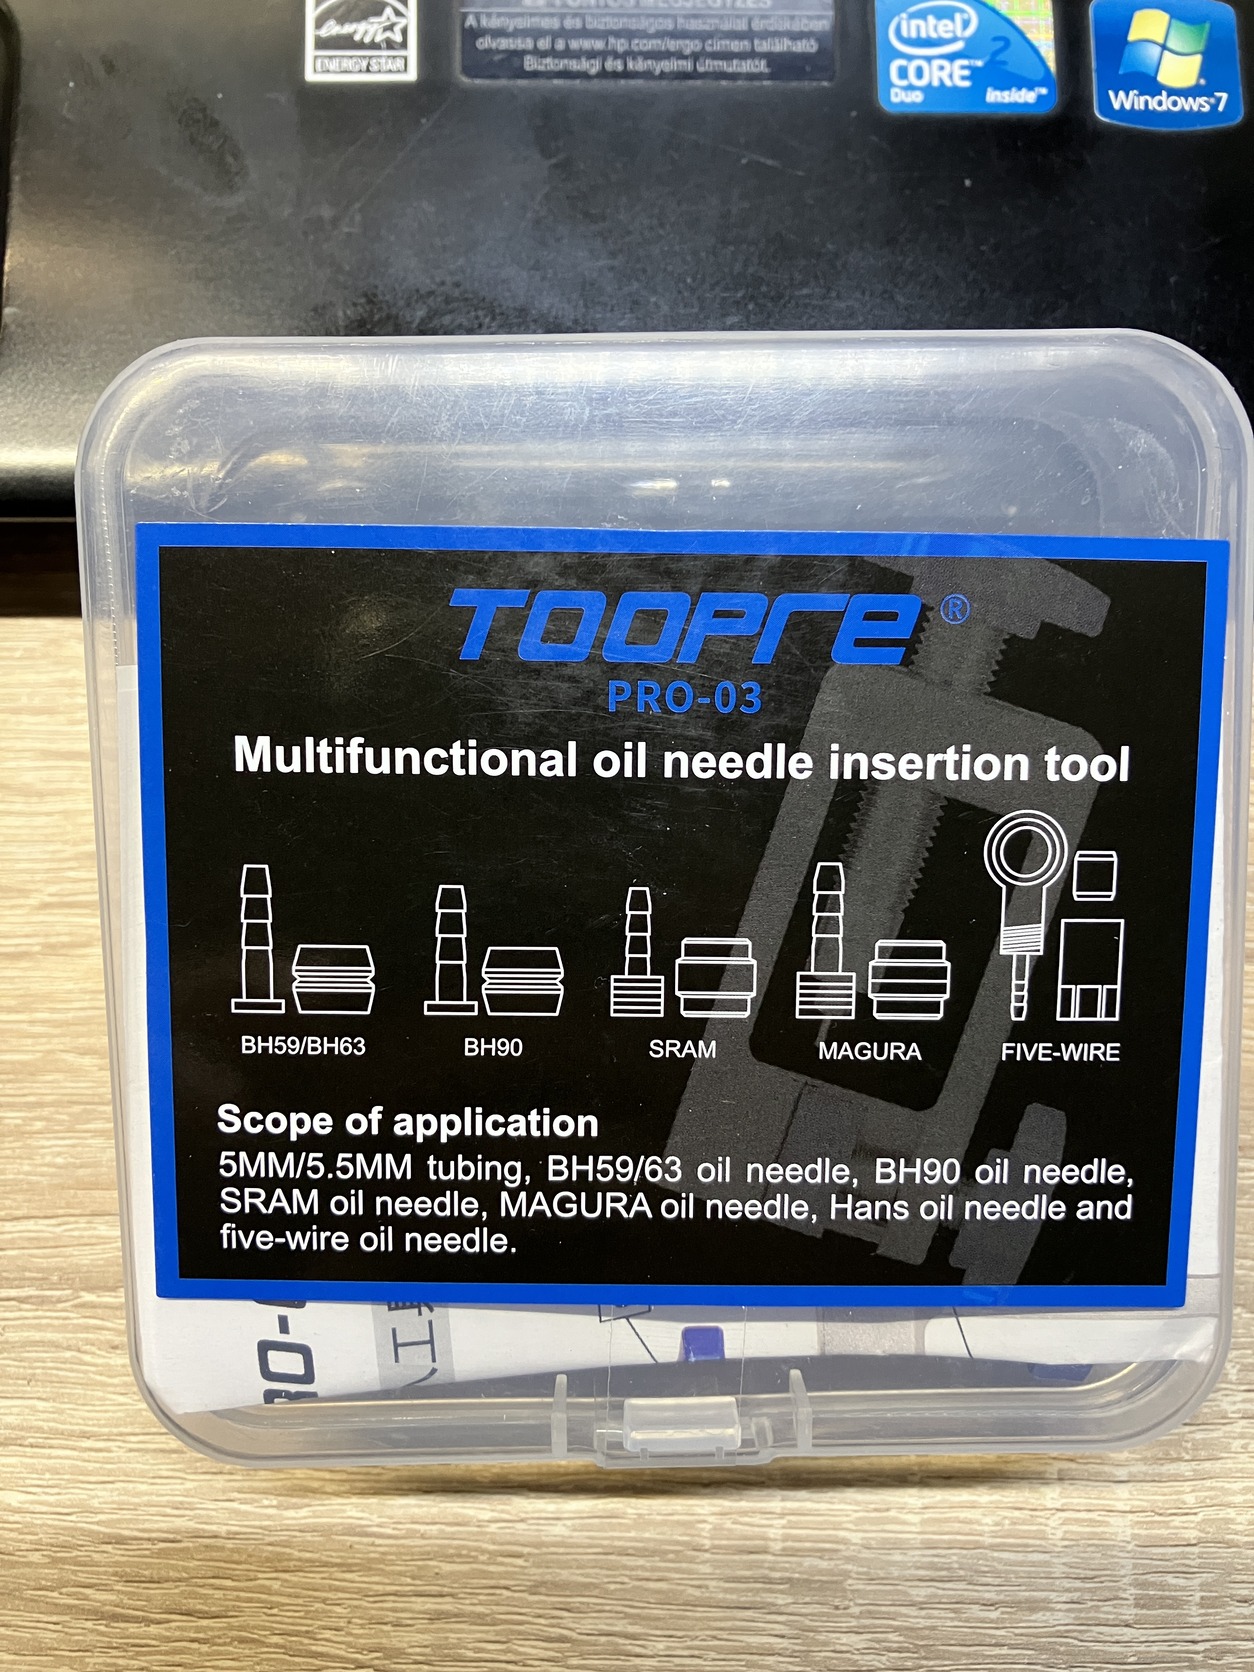 energy
ENERGY STAR
A kényelmes és biztonságos használat érdekében
olvassa el a www.hp.com/ergo címen található
Biztonsági és kényelmi útmutatót.
intel
CORE™ 2
Duo
inside™
Windows 7
TOOPRE®
PRO-03
Multifunctional oil needle insertion tool
BH59/BH63
BH90
SRAM
MAGURA
FIVE-WIRE
Scope of application
5MM/5.5MM tubing, BH59/63 oil needle, BH90 oil needle,
SRAM oil needle, MAGURA oil needle, Hans oil needle and
five-wire oil needle.